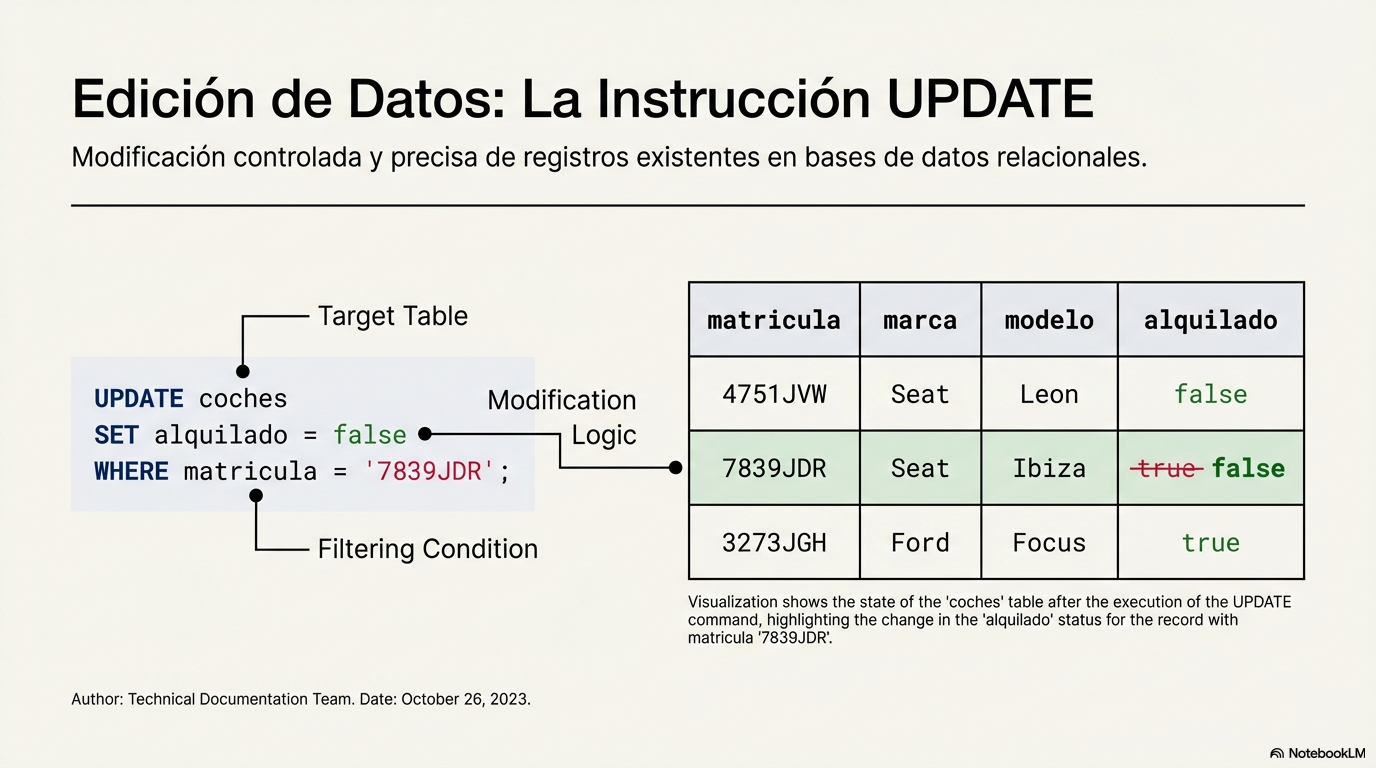 Edición de Datos: La Instrucción UPDATE
Modificación controlada y precisa de registros existentes en bases de datos relacionales.
Target Table
UPDATE coches
SET alquilado = false
WHERE matricula = '7839JDR';
Modification
Logic
Filtering Condition
matricula marca modelo alquilado
4751JVW Seat Leon false
7839JDR Seat Ibiza true false
3273JGH Ford Focus true
Visualization shows the state of the 'coches' table after the execution of the UPDATE
command, highlighting the change in the 'alquilado' status for the record with
matricula '7839JDR'.
Author: Technical Documentation Team. Date: October 26, 2023.
NotebookLM